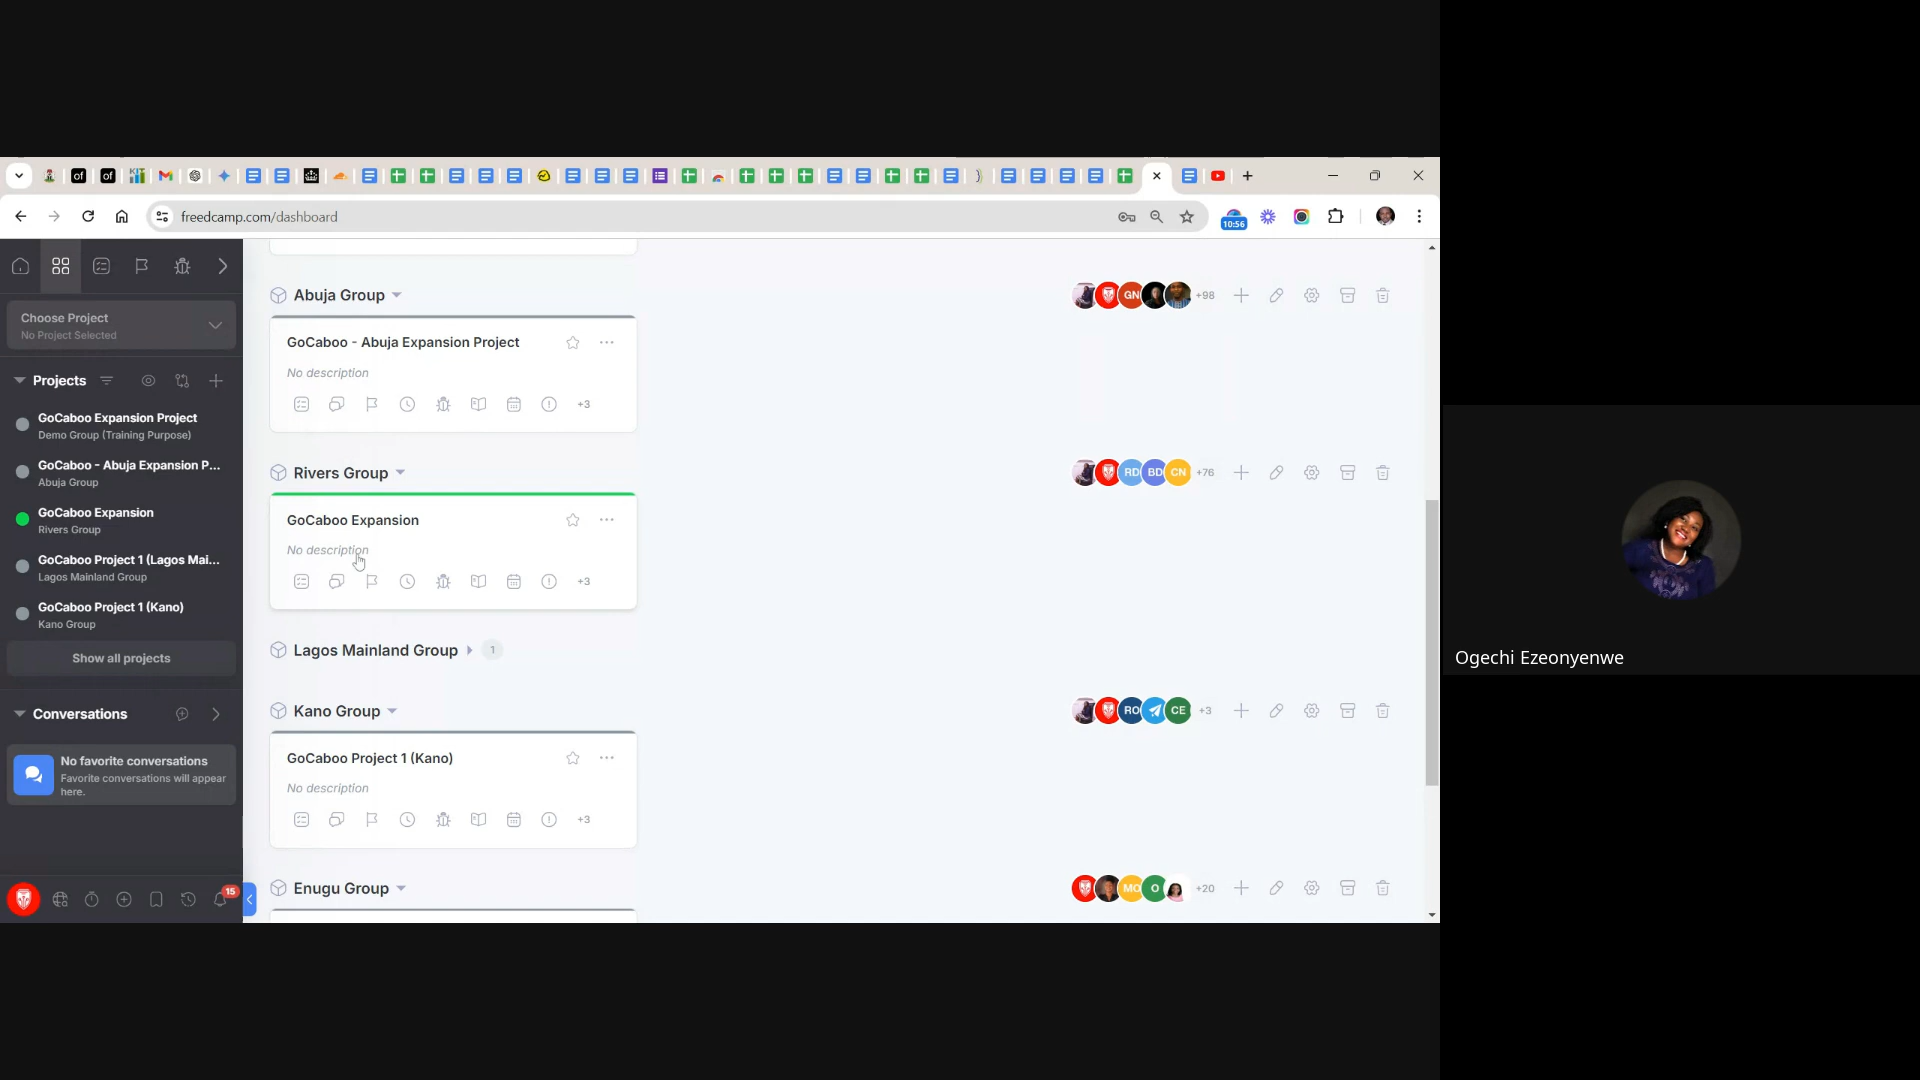 of
of
KIT
freedcamp.com/dashboard
10:56
Choose Project
No Project Selected
Projects
GoCaboo Expansion Project
Demo Group (Training Purpose)
GoCaboo - Abuja Expansion P...
Abuja Group
GoCaboo Expansion
Rivers Group
GoCaboo Project 1 (Lagos Mai...
Lagos Mainland Group
GoCaboo Project 1 (Kano)
Kano Group
Show all projects
Conversations
No favorite conversations
Favorite conversations will appear
here.
15
Abuja Group
GN +98
GoCaboo - Abuja Expansion Project
No description
+3
Rivers Group
RD BD CN +76
GoCaboo Expansion
No description
+3
Lagos Mainland Group 1
Kano Group
RO CE +3
GoCaboo Project 1 (Kano)
No description
+3
Enugu Group
MO O +20
Ogechi Ezeonyenwe